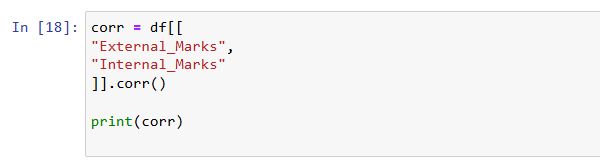 In [18]: corr = df[[
"External_Marks",
"Internal_Marks"
]].corr()
print(corr)